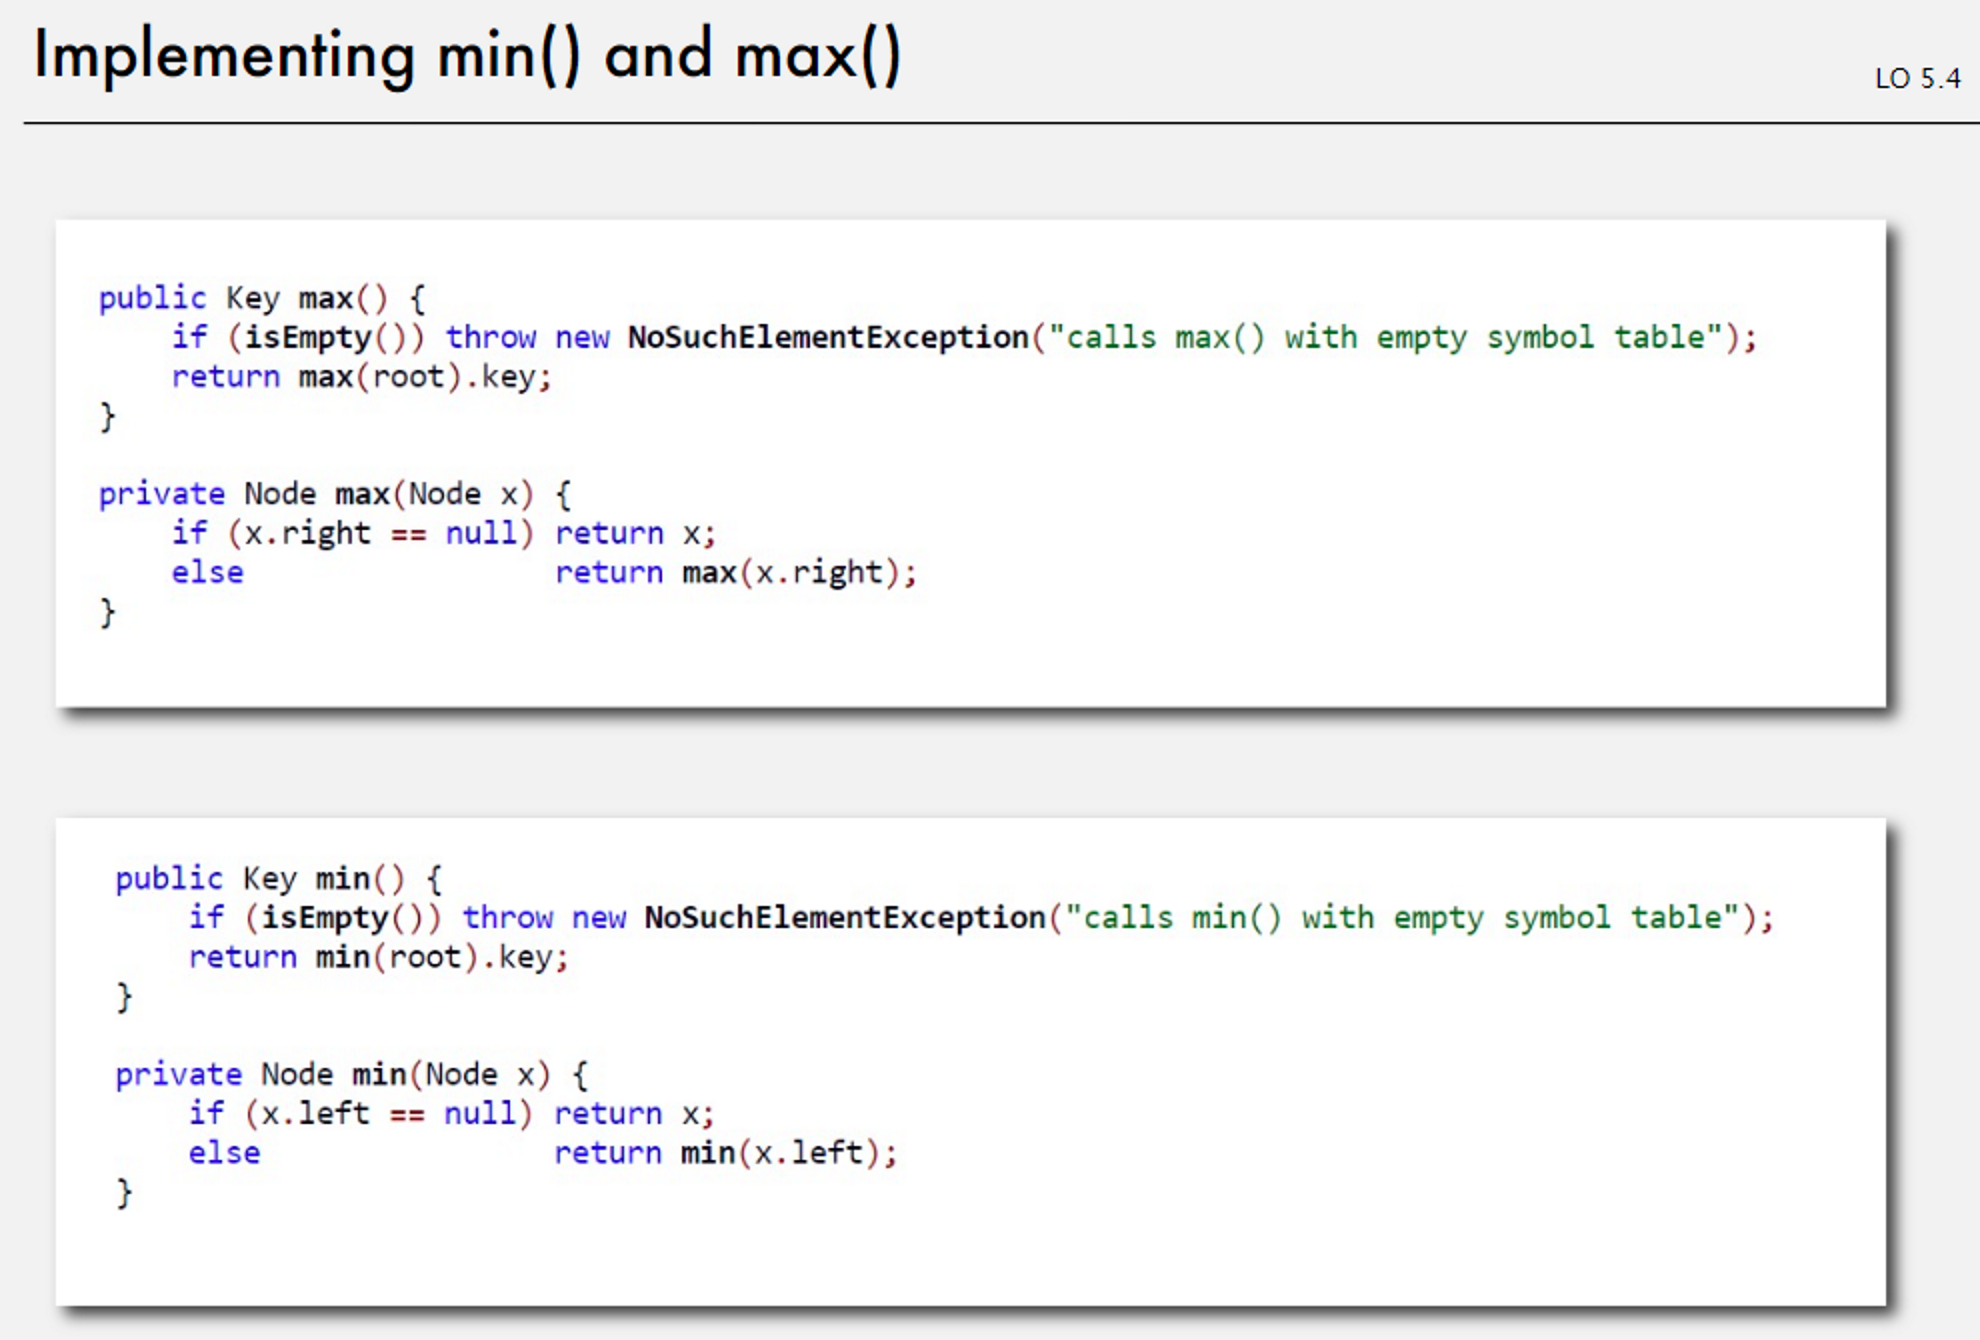 Implementing min() and max()
LO 5.4
public Key max() {
    if (isEmpty()) throw new NoSuchElementException("calls max() with empty symbol table");
    return max(root).key;
}
private Node max(Node x) {
    if (x.right == null) return x;
    else                 return max(x.right);
}
public Key min() {
    if (isEmpty()) throw new NoSuchElementException("calls min() with empty symbol table");
    return min(root).key;
}
private Node min(Node x) {
    if (x.left == null) return x;
    else                return min(x.left);
}